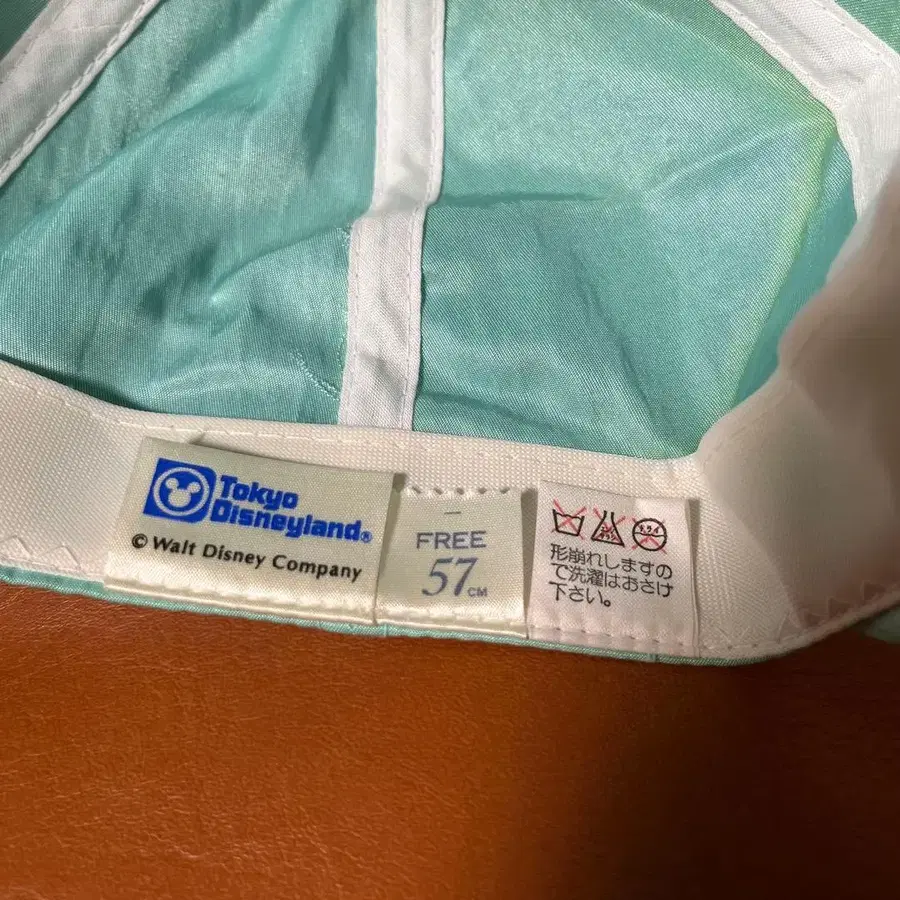 Tokyo
Disneyland®
© Walt Disney Company
FREE
57CM
形崩れしますの
で洗濯はおさけ
下さい。